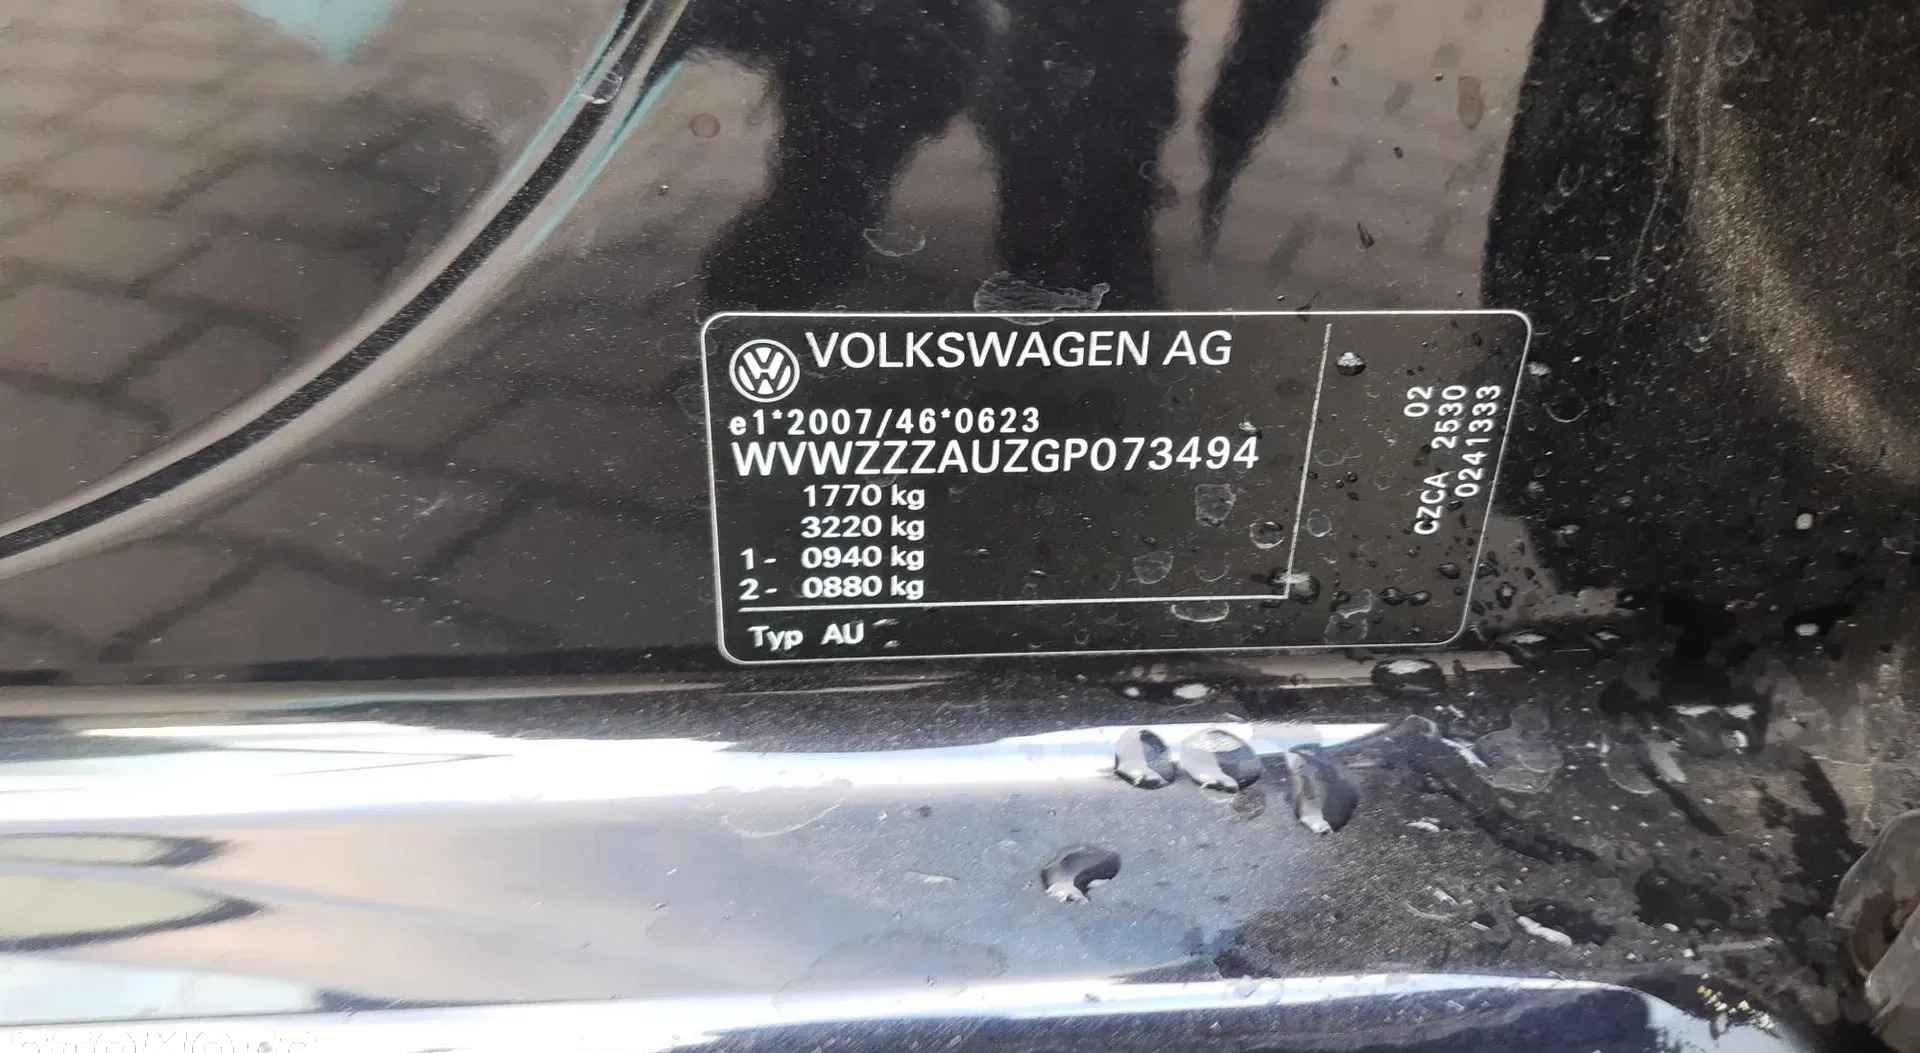 VOLKSWAGEN AG
e1*2007/46*0623
WVWZZZAUZGP073494
1770 kg
3220 kg
1- 0940 kg
2- 0880 kg
Typ AU
02
CZCA 2530
0241333